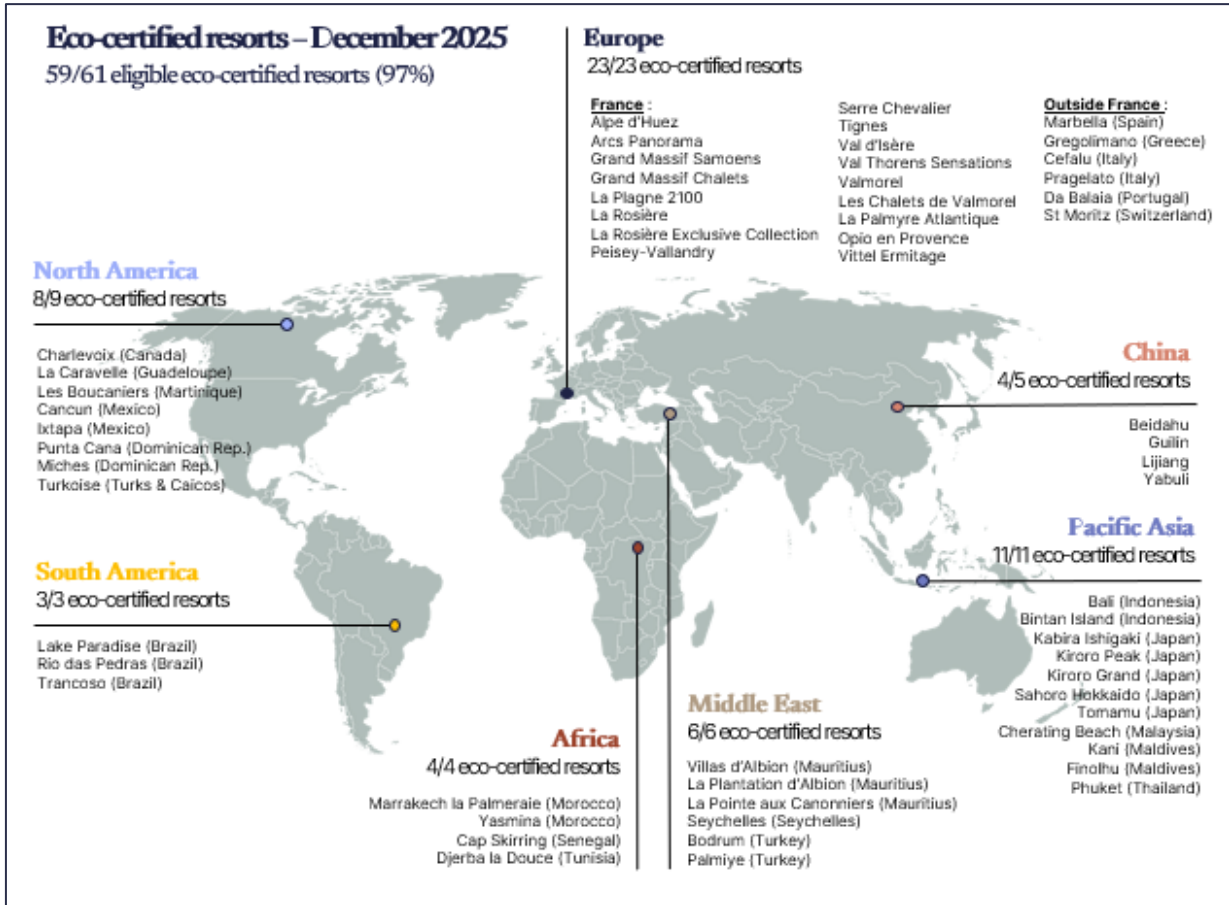 Eco-certified resorts – December 2025
59/61 eligible eco-certified resorts (97%)
Europe
23/23 eco-certified resorts
France :
Alpe d'Huez
Arcs Panorama
Grand Massif Samoens
Grand Massif Chalets
La Plagne 2100
La Rosière
La Rosière Exclusive Collection
Peisey-Vallandry
Serre Chevalier
Tignes
Val d'Isère
Val Thorens Sensations
Valmorel
Les Chalets de Valmorel
La Palmyre Atlantique
Opio en Provence
Vittel Ermitage
Outside France :
Marbella (Spain)
Gregolimano (Greece)
Cefalu (Italy)
Pragelato (Italy)
Da Balaia (Portugal)
St Moritz (Switzerland)
North America
8/9 eco-certified resorts
Charlevoix (Canada)
La Caravelle (Guadeloupe)
Les Boucaniers (Martinique)
Cancun (Mexico)
Ixtapa (Mexico)
Punta Cana (Dominican Rep.)
Miches (Dominican Rep.)
Turkoise (Turks & Caicos)
China
4/5 eco-certified resorts
Beidahu
Guilin
Lijiang
Yabuli
Pacific Asia
11/11 eco-certified resorts
Bali (Indonesia)
Bintan Island (Indonesia)
Kabira Ishigaki (Japan)
Kiroro Peak (Japan)
Kiroro Grand (Japan)
Sahoro Hokkaido (Japan)
Tomamu (Japan)
Cherating Beach (Malaysia)
Kani (Maldives)
Finolhu (Maldives)
Phuket (Thailand)
South America
3/3 eco-certified resorts
Lake Paradise (Brazil)
Rio das Pedras (Brazil)
Trancoso (Brazil)
Africa
4/4 eco-certified resorts
Marrakech la Palmeraie (Morocco)
Yasmina (Morocco)
Cap Skirring (Senegal)
Djerba la Douce (Tunisia)
Middle East
6/6 eco-certified resorts
Villas d'Albion (Mauritius)
La Plantation d'Albion (Mauritius)
La Pointe aux Canonniers (Mauritius)
Seychelles (Seychelles)
Bodrum (Turkey)
Palmiye (Turkey)